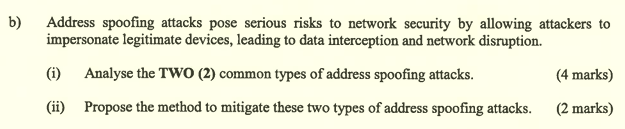 b) Address spoofing attacks pose serious risks to network security by allowing attackers to
impersonate legitimate devices, leading to data interception and network disruption.
(i) Analyse the TWO (2) common types of address spoofing attacks. (4 marks)
(ii) Propose the method to mitigate these two types of address spoofing attacks. (2 marks)